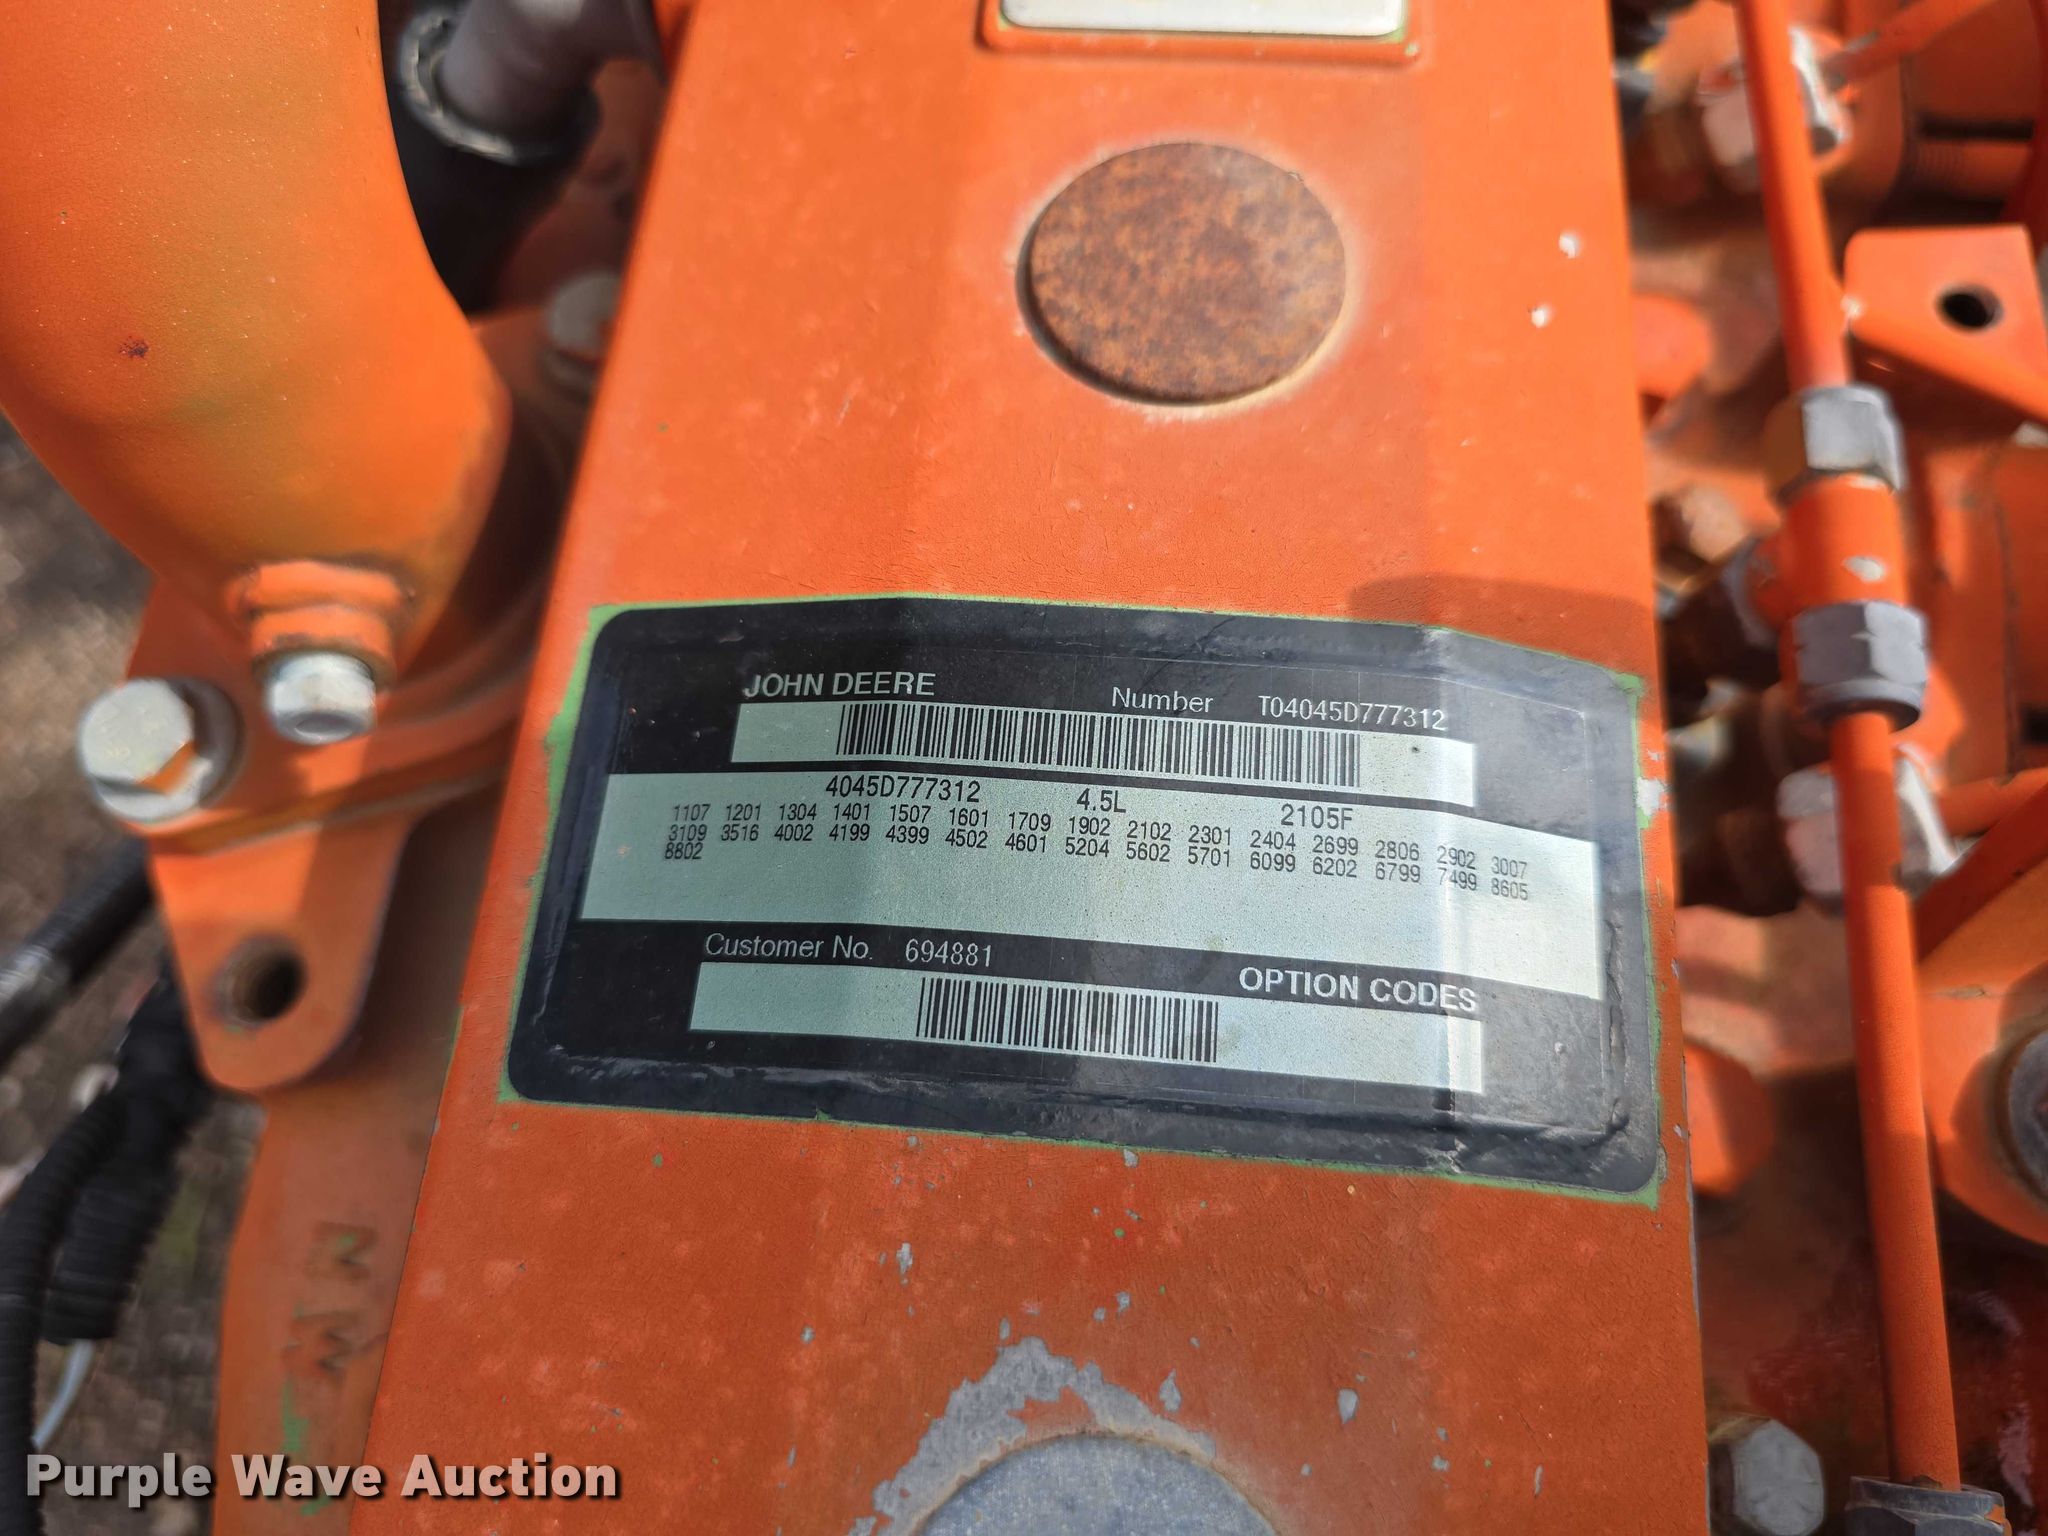 JOHN DEERE
Number T04045D777312
4045D777312 4.5L 2105F
1107 1201 1304 1401 1507 1601 1709 1902 2102 2301 2404 2699 2806 2902 3007
3109 3516 4002 4199 4399 4502 4601 5204 5602 5701 6099 6202 6799 7499 8605
8802
Customer No. 694881
OPTION CODES
Purple Wave Auction